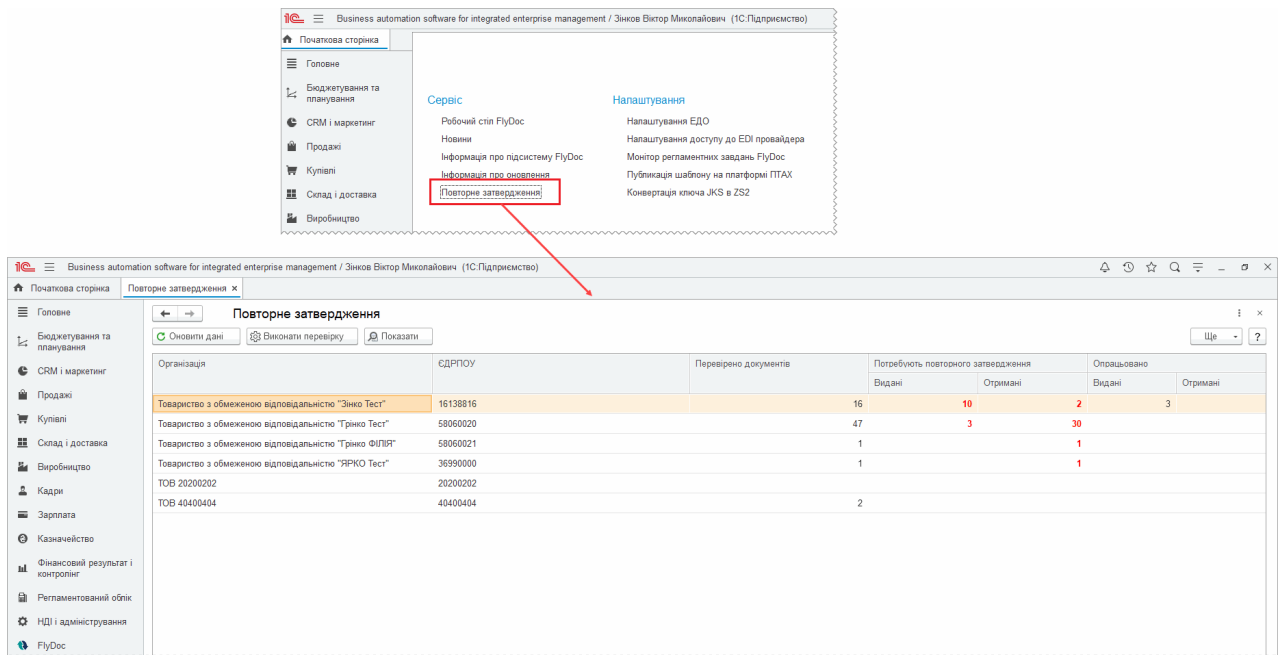 1С Business automation software for integrated enterprise management / Зінков Віктор Миколайович (1С:Підприємство)
Початкова сторінка
Головне
Бюджетування та
планування
CRM і маркетинг
Продажі
Купівлі
Склад і доставка
Виробництво
Сервіс
Робочий стіл FlyDoc
Новини
Інформація про підсистему FlyDoc
Інформація про оновлення
Повторне затвердження
Налаштування
Налаштування ЕДО
Налаштування доступу до EDI провайдера
Монітор регламентних завдань FlyDoc
Публікація шаблону на платформі ПТАХ
Конвертація ключа JKS в ZS2
1С Business automation software for integrated enterprise management / Зінков Віктор Миколайович (1С:Підприємство)
Початкова сторінка Повторне затвердження ×
Головне
Бюджетування та
планування
CRM і маркетинг
Продажі
Купівлі
Склад і доставка
Виробництво
Кадри
Зарплата
Казначейство
Фінансовий результат і
контролінг
Регламентований облік
НДІ і адміністрування
FlyDoc
Повторне затвердження
Оновити дані Виконати перевірку Показати Ще ?
Організація ЄДРПОУ Перевірено документів Потребують повторного затвердження Опрацьовано
Видані Отримані Видані Отримані
Товариство з обмеженою відповідальністю "Зінко Тест" 16138816 16 10 2 3
Товариство з обмеженою відповідальністю "Грінко Тест" 58060020 47 3 30
Товариство з обмеженою відповідальністю "Грінко ФІЛІЯ" 58060021 1 1
Товариство з обмеженою відповідальністю "ЯРКО Тест" 36990000 1 1
ТОВ 20200202 20200202
ТОВ 40400404 40400404 2